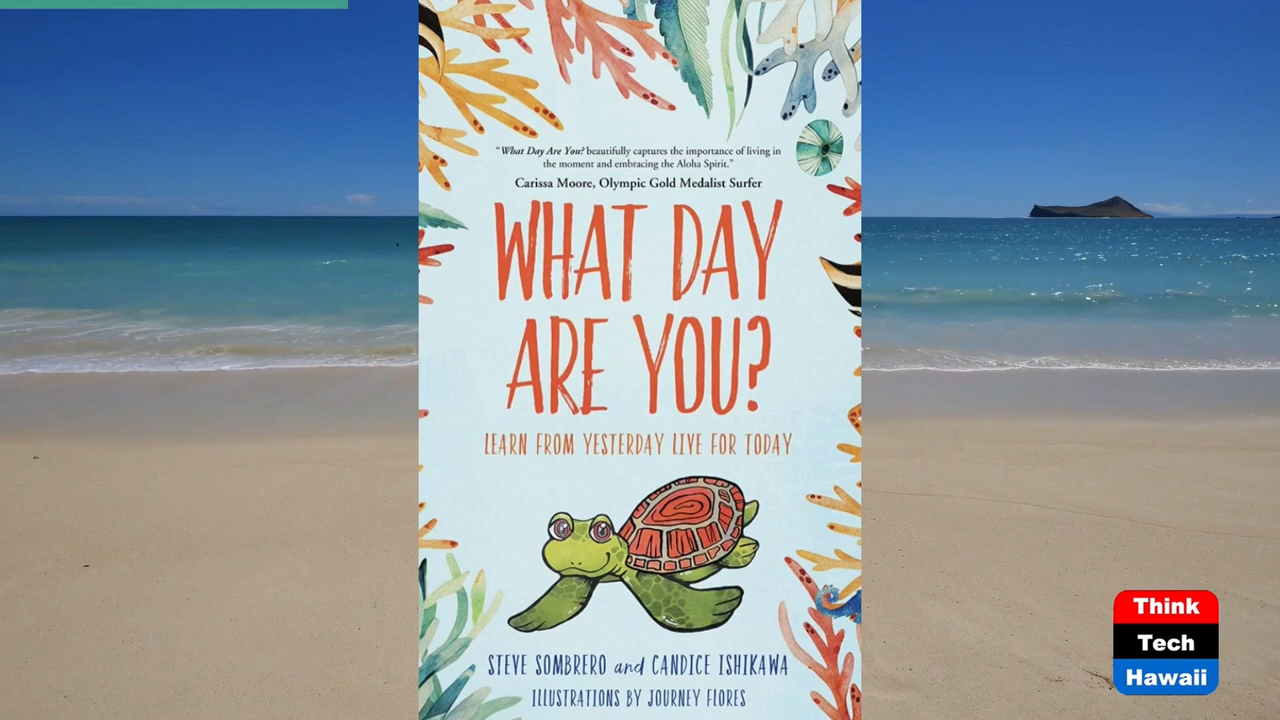 "What Day Are You? beautifully captures the importance of living in
the moment and embracing the Aloha Spirit."
Carissa Moore, Olympic Gold Medalist Surfer
WHAT DAY
ARE YOU?
LEARN FROM YESTERDAY LIVE FOR TODAY
STEVE SOMBRERO and CANDICE ISHIKAWA
ILLUSTRATIONS BY JOURNEY FLORES
Think
Tech
Hawaii